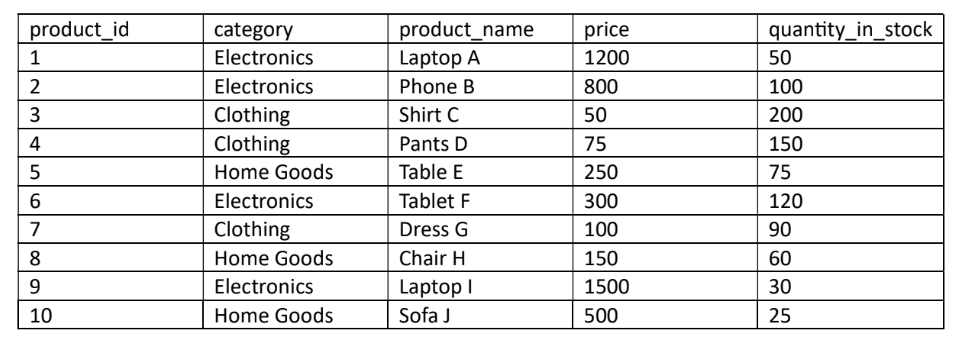 product_id category product_name price quantity_in_stock
1 Electronics Laptop A 1200 50
2 Electronics Phone B 800 100
3 Clothing Shirt C 50 200
4 Clothing Pants D 75 150
5 Home Goods Table E 250 75
6 Electronics Tablet F 300 120
7 Clothing Dress G 100 90
8 Home Goods Chair H 150 60
9 Electronics Laptop I 1500 30
10 Home Goods Sofa J 500 25